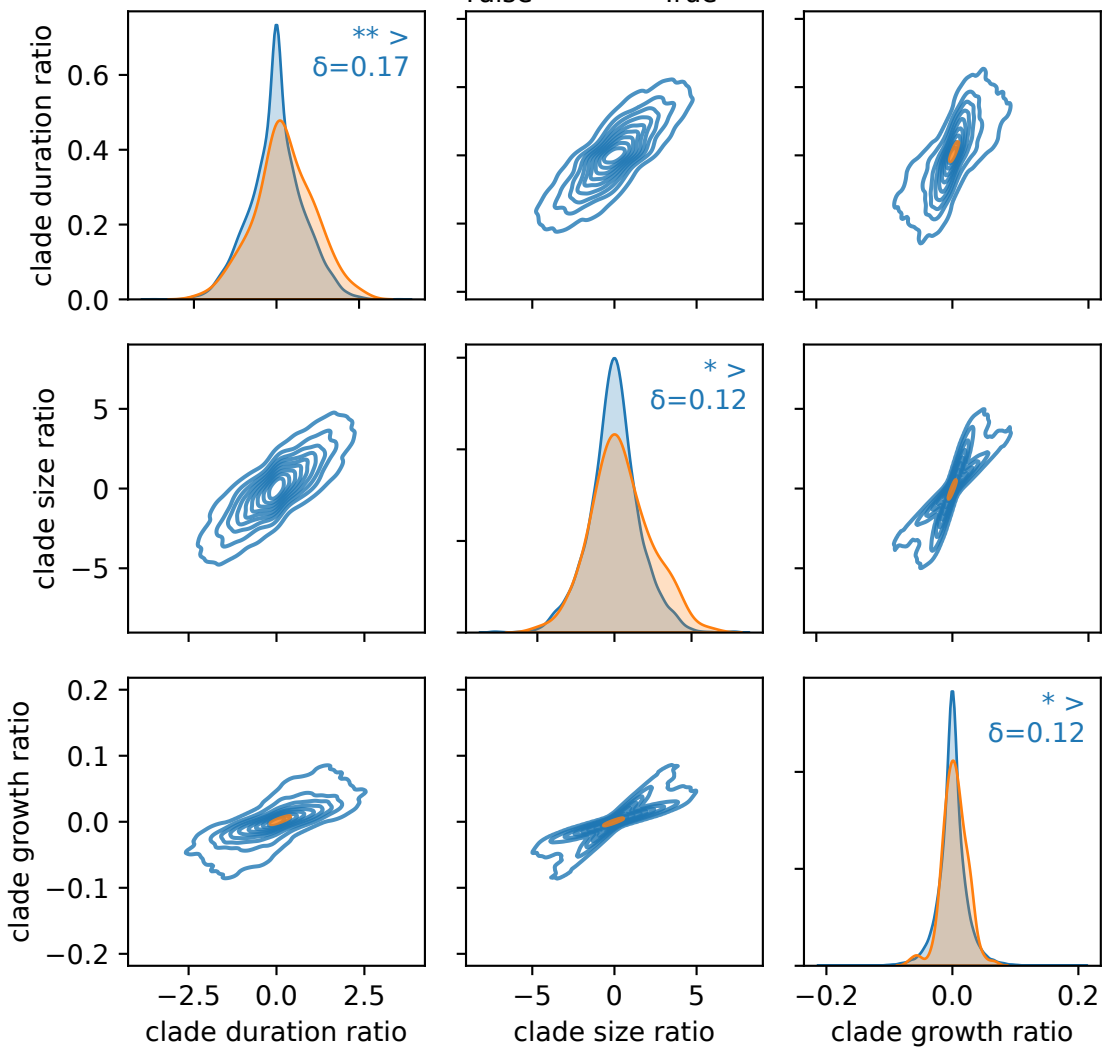 True
clade duration ratio
0.6
0.4
0.2
0.0
** >
δ=0.17
clade size ratio
5
0
−5
* >
δ=0.12
clade growth ratio
0.2
0.1
0.0
−0.1
−0.2
* >
δ=0.12
−2.5 0.0 2.5
−5 0 5
−0.2 0.0 0.2
clade duration ratio
clade size ratio
clade growth ratio